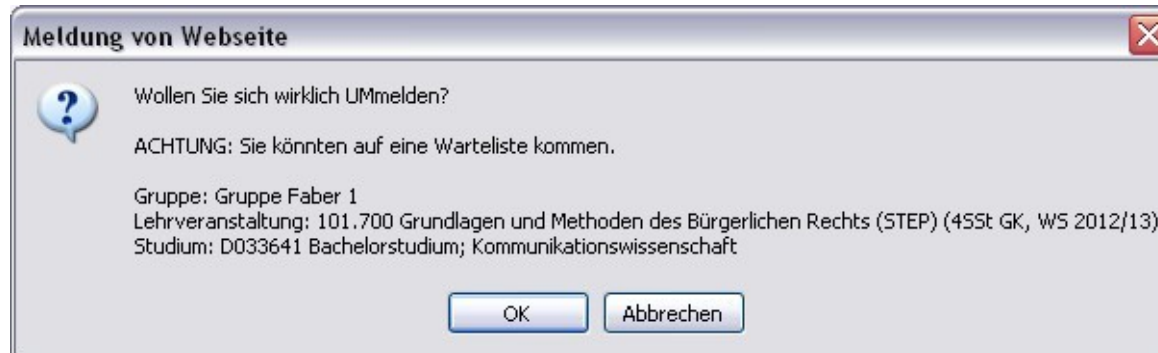 Meldung von Webseite
Wollen Sie sich wirklich UMmelden?
ACHTUNG: Sie könnten auf eine Warteliste kommen.
Gruppe: Gruppe Faber 1
Lehrveranstaltung: 101.700 Grundlagen und Methoden des Bürgerlichen Rechts (STEP) (4SSt GK, WS 2012/13)
Studium: D033641 Bachelorstudium; Kommunikationswissenschaft
OK
Abbrechen